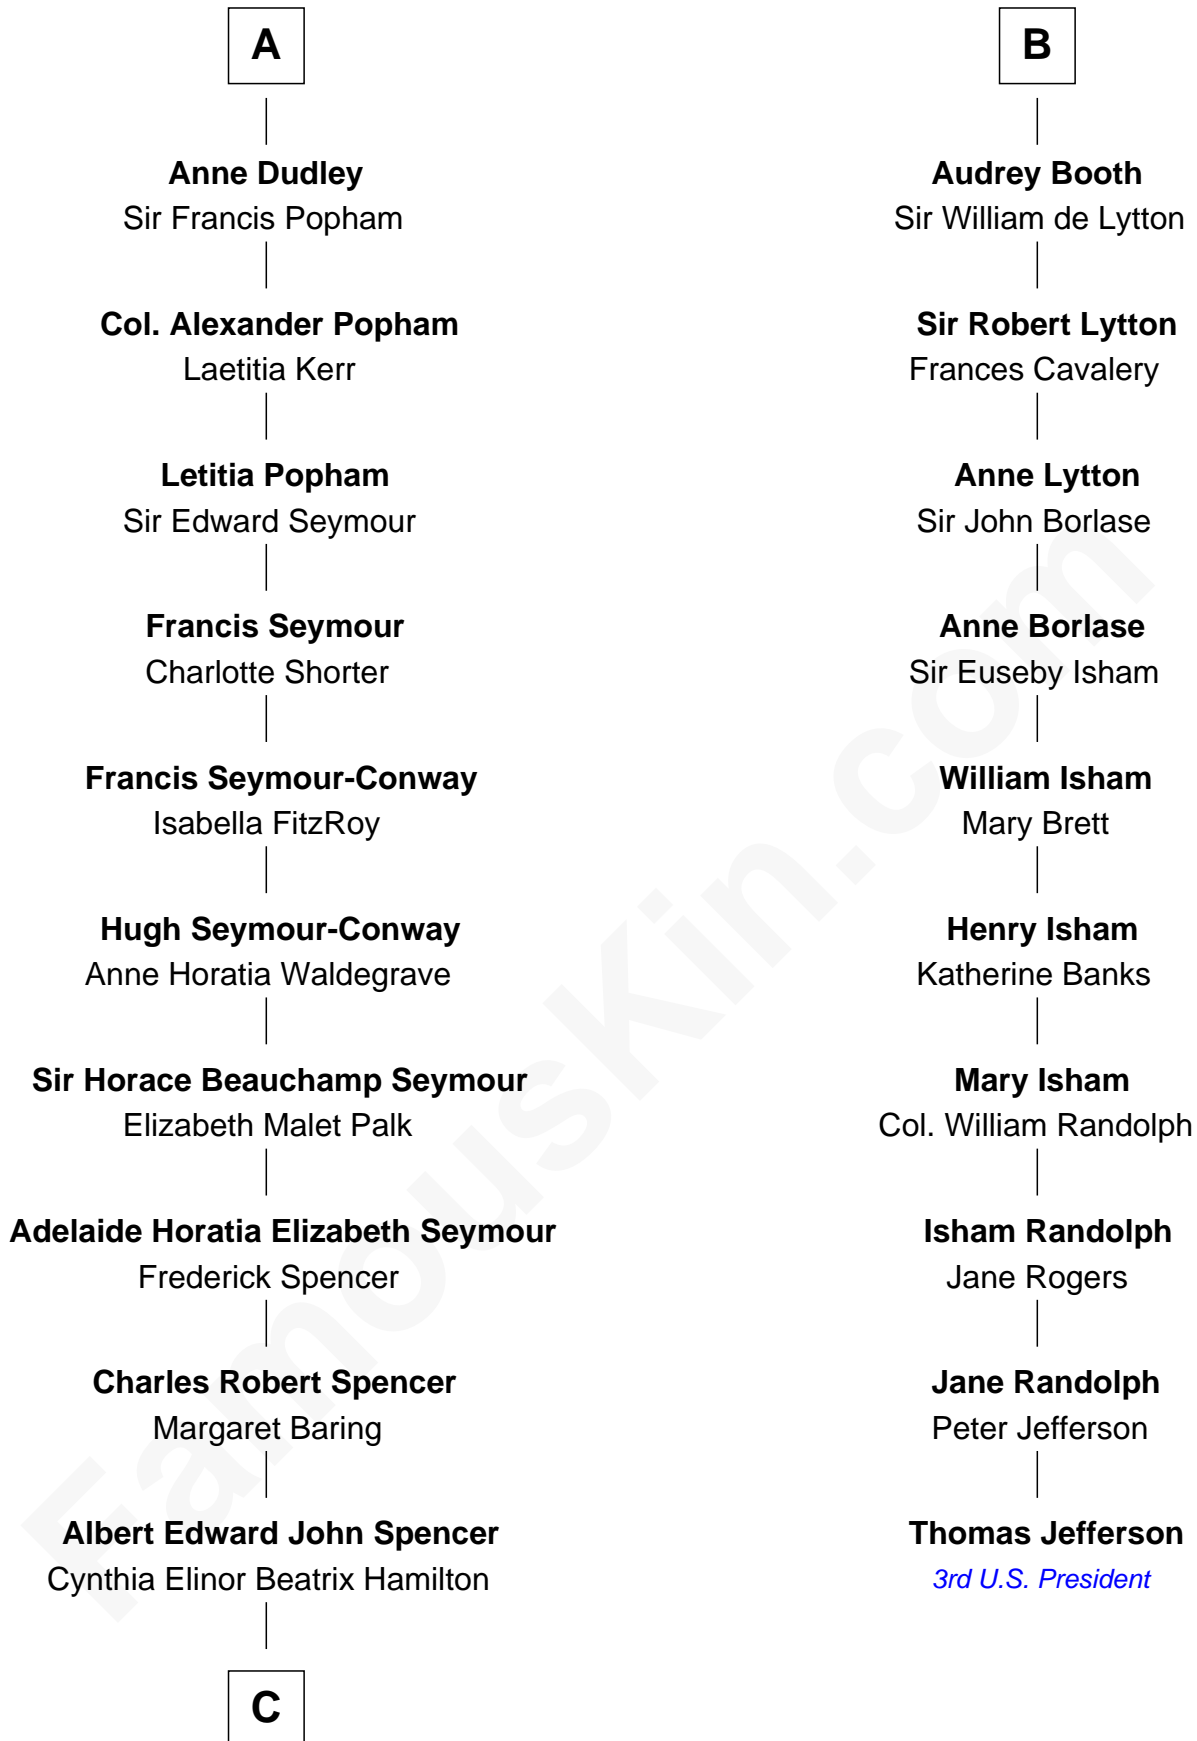 A
Anne Dudley
Sir Francis Popham
Col. Alexander Popham
Laetitia Kerr
Letitia Popham
Sir Edward Seymour
Francis Seymour
Charlotte Shorter
Francis Seymour-Conway
Isabella FitzRoy
Hugh Seymour-Conway
Anne Horatia Waldegrave
Sir Horace Beauchamp Seymour
Elizabeth Malet Palk
Adelaide Horatia Elizabeth Seymour
Frederick Spencer
Charles Robert Spencer
Margaret Baring
Albert Edward John Spencer
Cynthia Elinor Beatrix Hamilton
C
B
Audrey Booth
Sir William de Lytton
Sir Robert Lytton
Frances Cavalery
Anne Lytton
Sir John Borlase
Anne Borlase
Sir Euseby Isham
William Isham
Mary Brett
Henry Isham
Katherine Banks
Mary Isham
Col. William Randolph
Isham Randolph
Jane Rogers
Jane Randolph
Peter Jefferson
Thomas Jefferson
3rd U.S. President
FamousKin.com